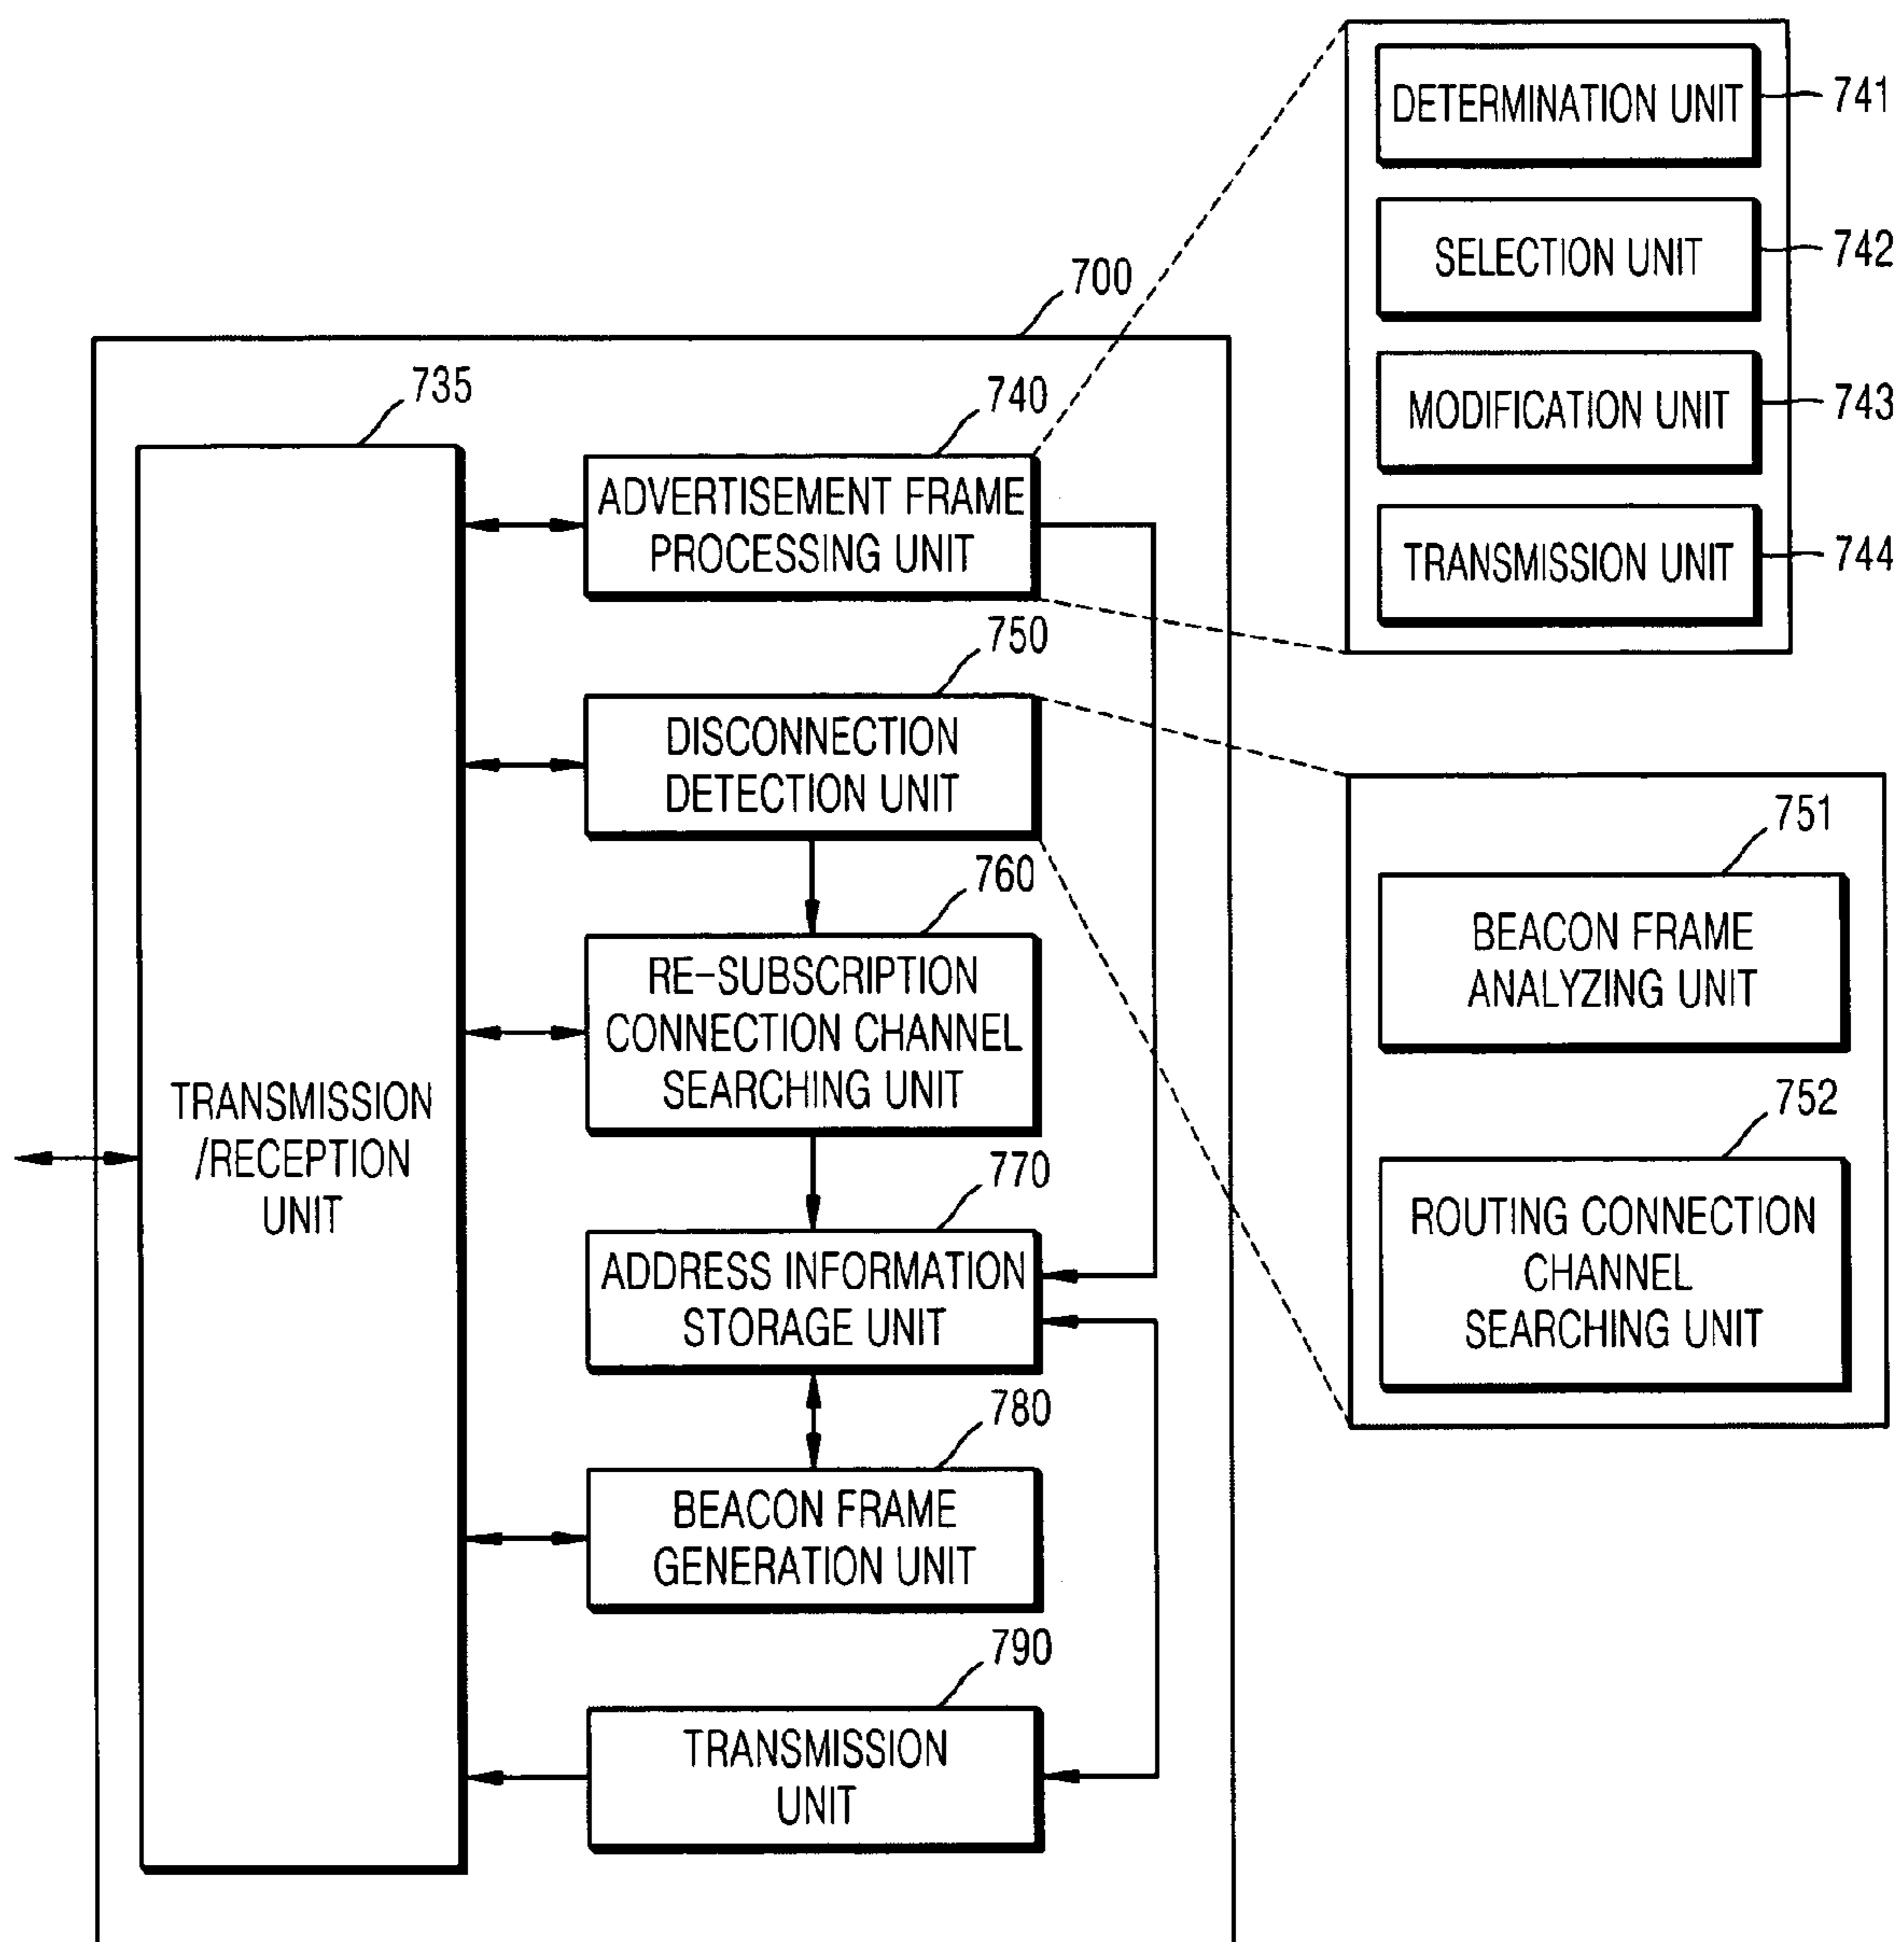 700
735
TRANSMISSION
/RECEPTION
UNIT
740
ADVERTISEMENT FRAME
PROCESSING UNIT
750
DISCONNECTION
DETECTION UNIT
760
RE-SUBSCRIPTION
CONNECTION CHANNEL
SEARCHING UNIT
770
ADDRESS INFORMATION
STORAGE UNIT
780
BEACON FRAME
GENERATION UNIT
790
TRANSMISSION
UNIT
DETERMINATION UNIT
741
SELECTION UNIT
742
MODIFICATION UNIT
743
TRANSMISSION UNIT
744
751
BEACON FRAME
ANALYZING UNIT
752
ROUTING CONNECTION
CHANNEL
SEARCHING UNIT